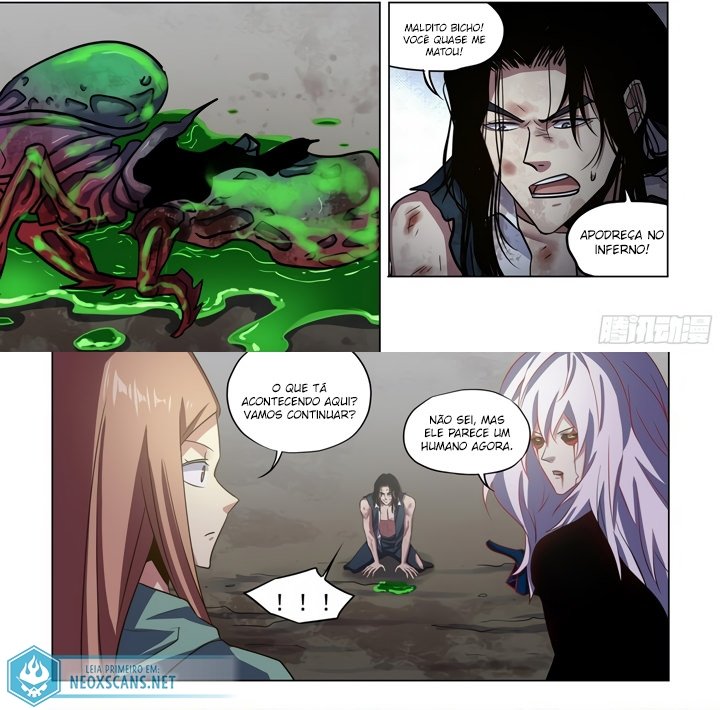 MALDITO BICHO!
VOCÊ QUASE ME
MATOU!
APODREÇA NO
INFERNO!
腾讯动漫
O QUE TÁ
ACONTECENDO AQUI?
VAMOS CONTINUAR?
NÃO SEI, MAS
ELE PARECE UM
HUMANO AGORA.
! ! !
LEIA PRIMEIRO EM:
NEOXSCANS.NET